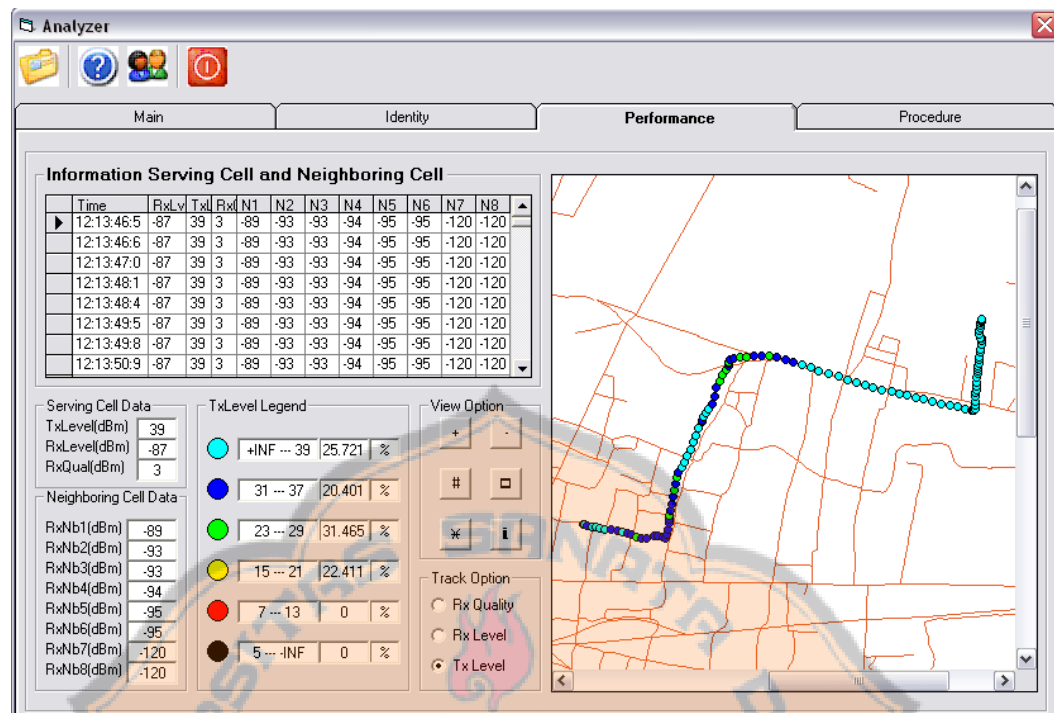 Analyzer
Main Identity Performance Procedure
Information Serving Cell and Neighboring Cell
Time RxLv TxL Rx( N1 N2 N3 N4 N5 N6 N7 N8
12:13:46:5 -87 39 3 -89 -93 -93 -94 -95 -95 -120 -120
12:13:46:6 -87 39 3 -89 -93 -93 -94 -95 -95 -120 -120
12:13:47:0 -87 39 3 -89 -93 -93 -94 -95 -95 -120 -120
12:13:48:1 -87 39 3 -89 -93 -93 -94 -95 -95 -120 -120
12:13:48:4 -87 39 3 -89 -93 -93 -94 -95 -95 -120 -120
12:13:49:5 -87 39 3 -89 -93 -93 -94 -95 -95 -120 -120
12:13:49:8 -87 39 3 -89 -93 -93 -94 -95 -95 -120 -120
12:13:50:9 -87 39 3 -89 -93 -93 -94 -95 -95 -120 -120
Serving Cell Data
TxLevel(dBm) 39
RxLevel(dBm) -87
RxQual(dBm) 3
Neighboring Cell Data
RxNb1(dBm) -89
RxNb2(dBm) -93
RxNb3(dBm) -93
RxNb4(dBm) -94
RxNb5(dBm) -95
RxNb6(dBm) -95
RxNb7(dBm) -120
RxNb8(dBm) -120
TxLevel Legend
+INF --- 39 25.721 %
31 --- 37 20.401 %
23 --- 29 31.465 %
15 --- 21 22.411 %
7 --- 13 0 %
5 --- -INF 0 %
View Option
+ -
#
i
Track Option
Rx Quality
Rx Level
Tx Level
SANATA D